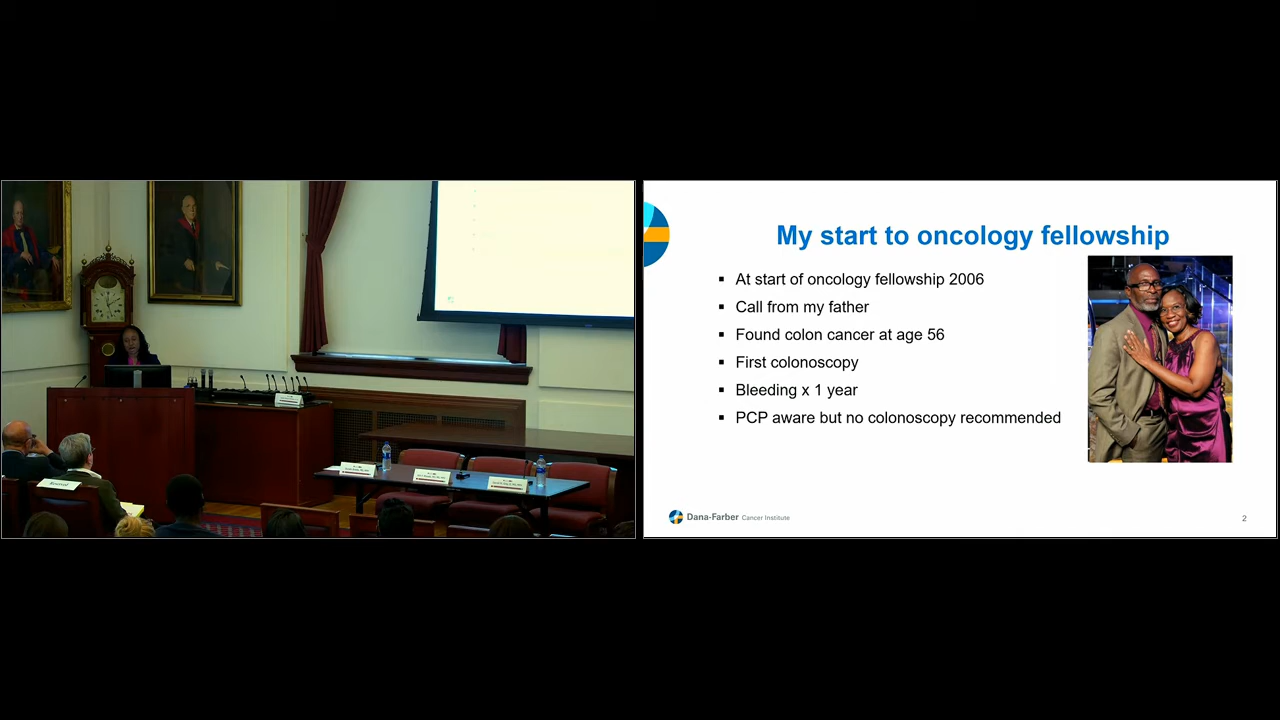 My start to oncology fellowship
At start of oncology fellowship 2006
Call from my father
Found colon cancer at age 56
First colonoscopy
Bleeding x 1 year
PCP aware but no colonoscopy recommended
Dana-Farber Cancer Institute
2
Reserved